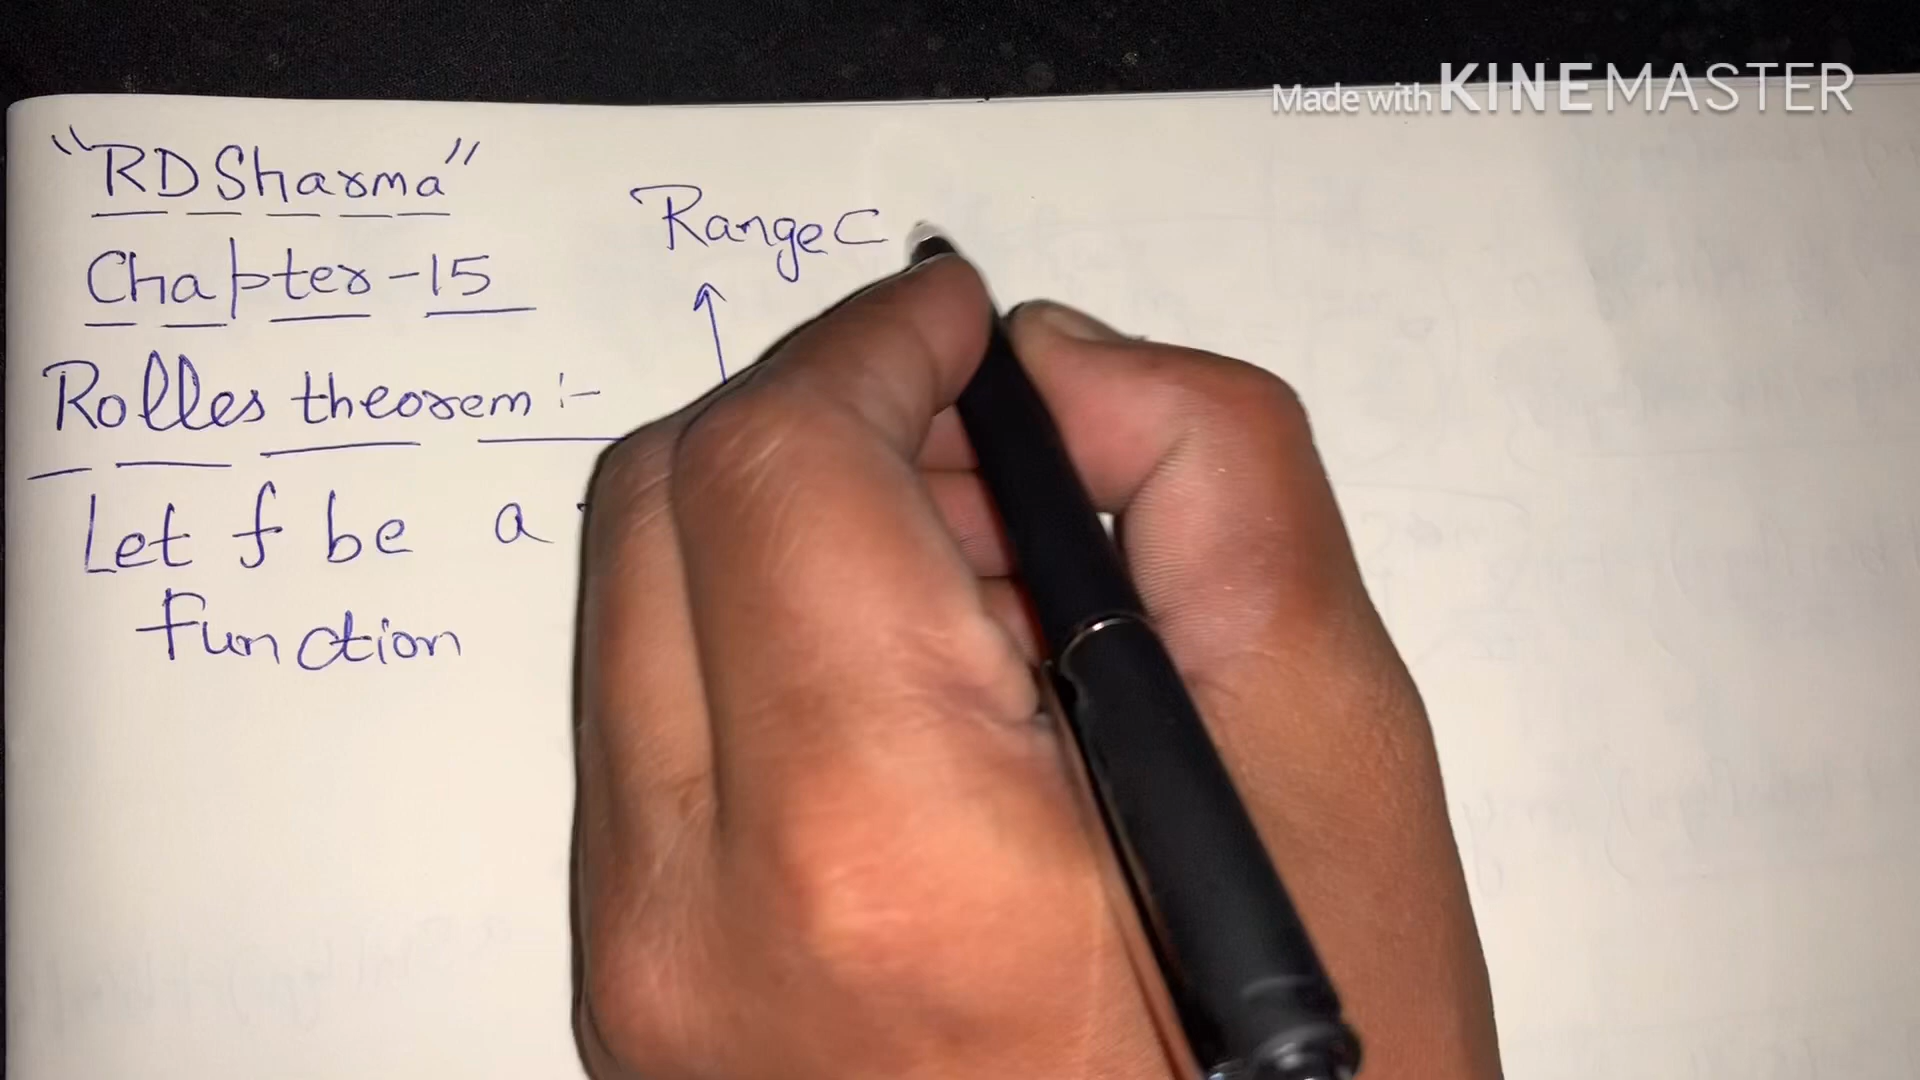 Made with KINEMASTER
"RD Sharma"
Range ⊂
Chapter-15
Rolles theorem :-
Let f be a
Function